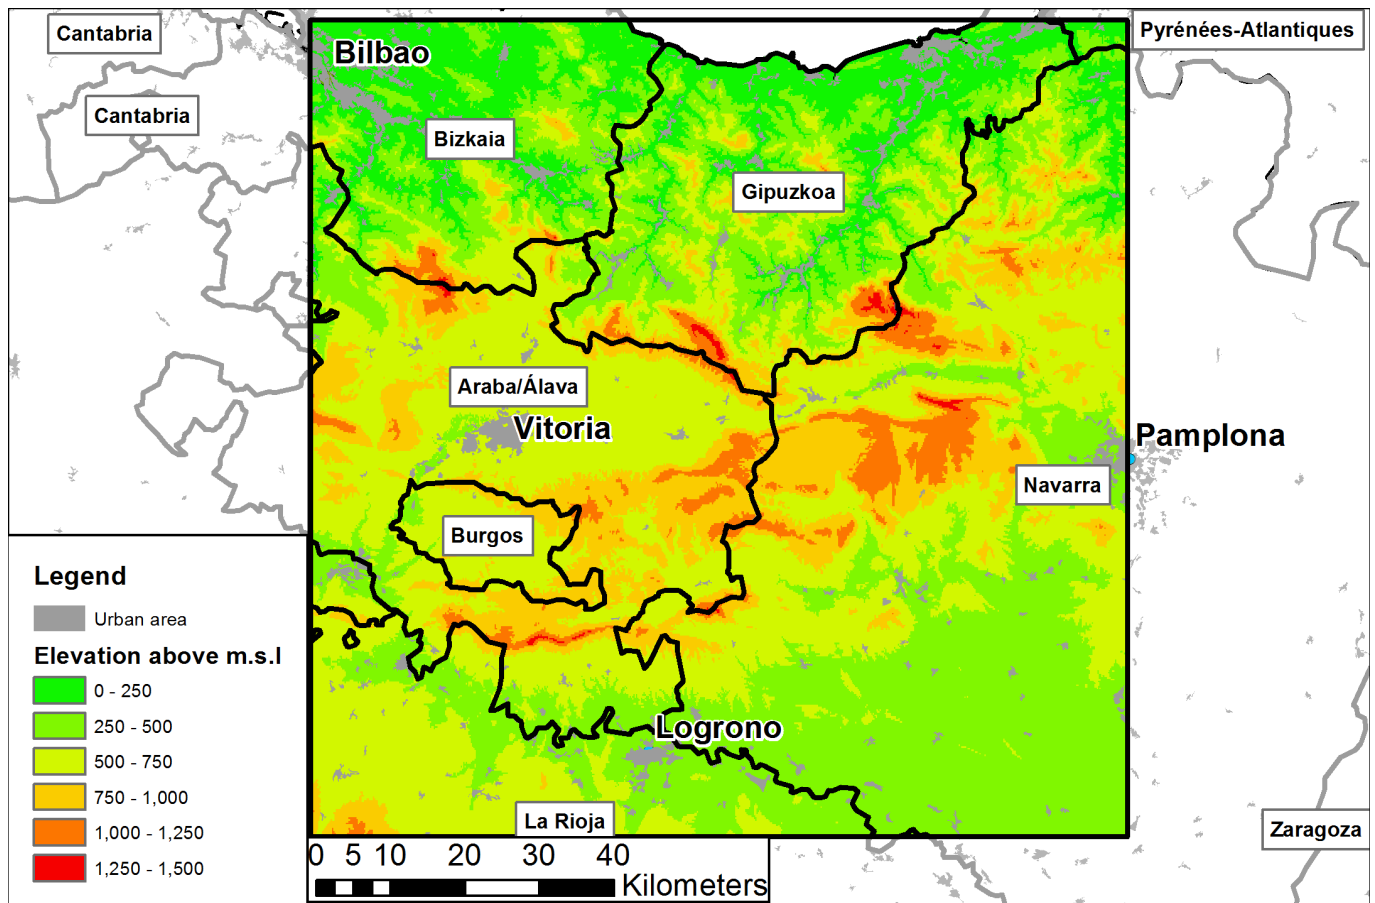 Cantabria
Pyrénées-Atlantiques
Bilbao
Cantabria
Bizkaia
Gipuzkoa
Araba/Álava
Vitoria
Pamplona
Navarra
Burgos
Legend
Urban area
Elevation above m.s.l
0 - 250
250 - 500
500 - 750
750 - 1,000
1,000 - 1,250
1,250 - 1,500
Logrono
La Rioja
Zaragoza
0 5 10 20 30 40
Kilometers